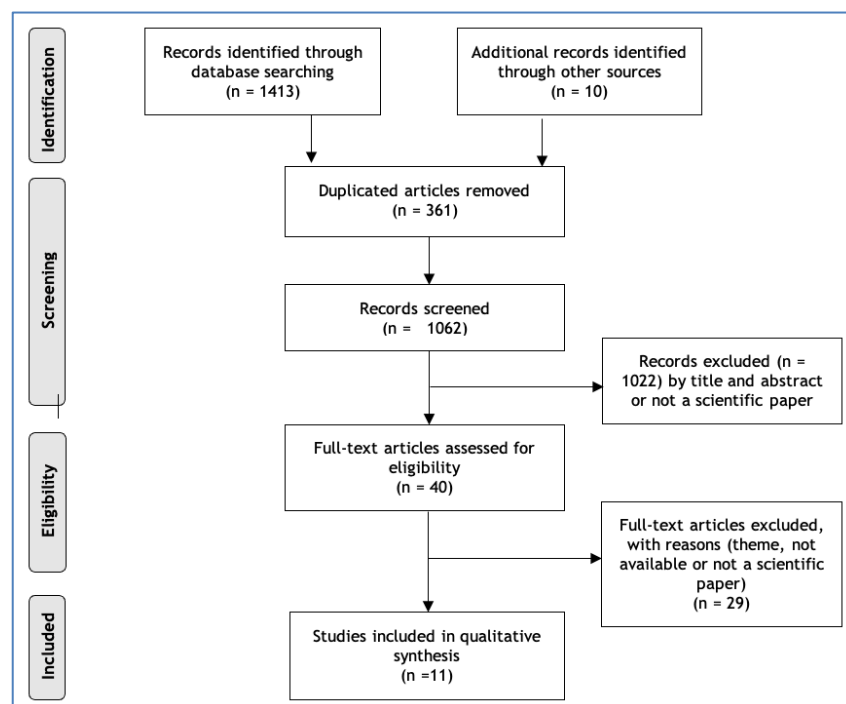 Identification
Records identified through
database searching
(n = 1413)
Additional records identified
through other sources
(n = 10)
Screening
Duplicated articles removed
(n = 361)
Records screened
(n = 1062)
Records excluded (n =
1022) by title and abstract
or not a scientific paper
Eligibility
Full-text articles assessed for
eligibility
(n = 40)
Full-text articles excluded,
with reasons (theme, not
available or not a scientific
paper)
(n = 29)
Included
Studies included in qualitative
synthesis
(n =11)